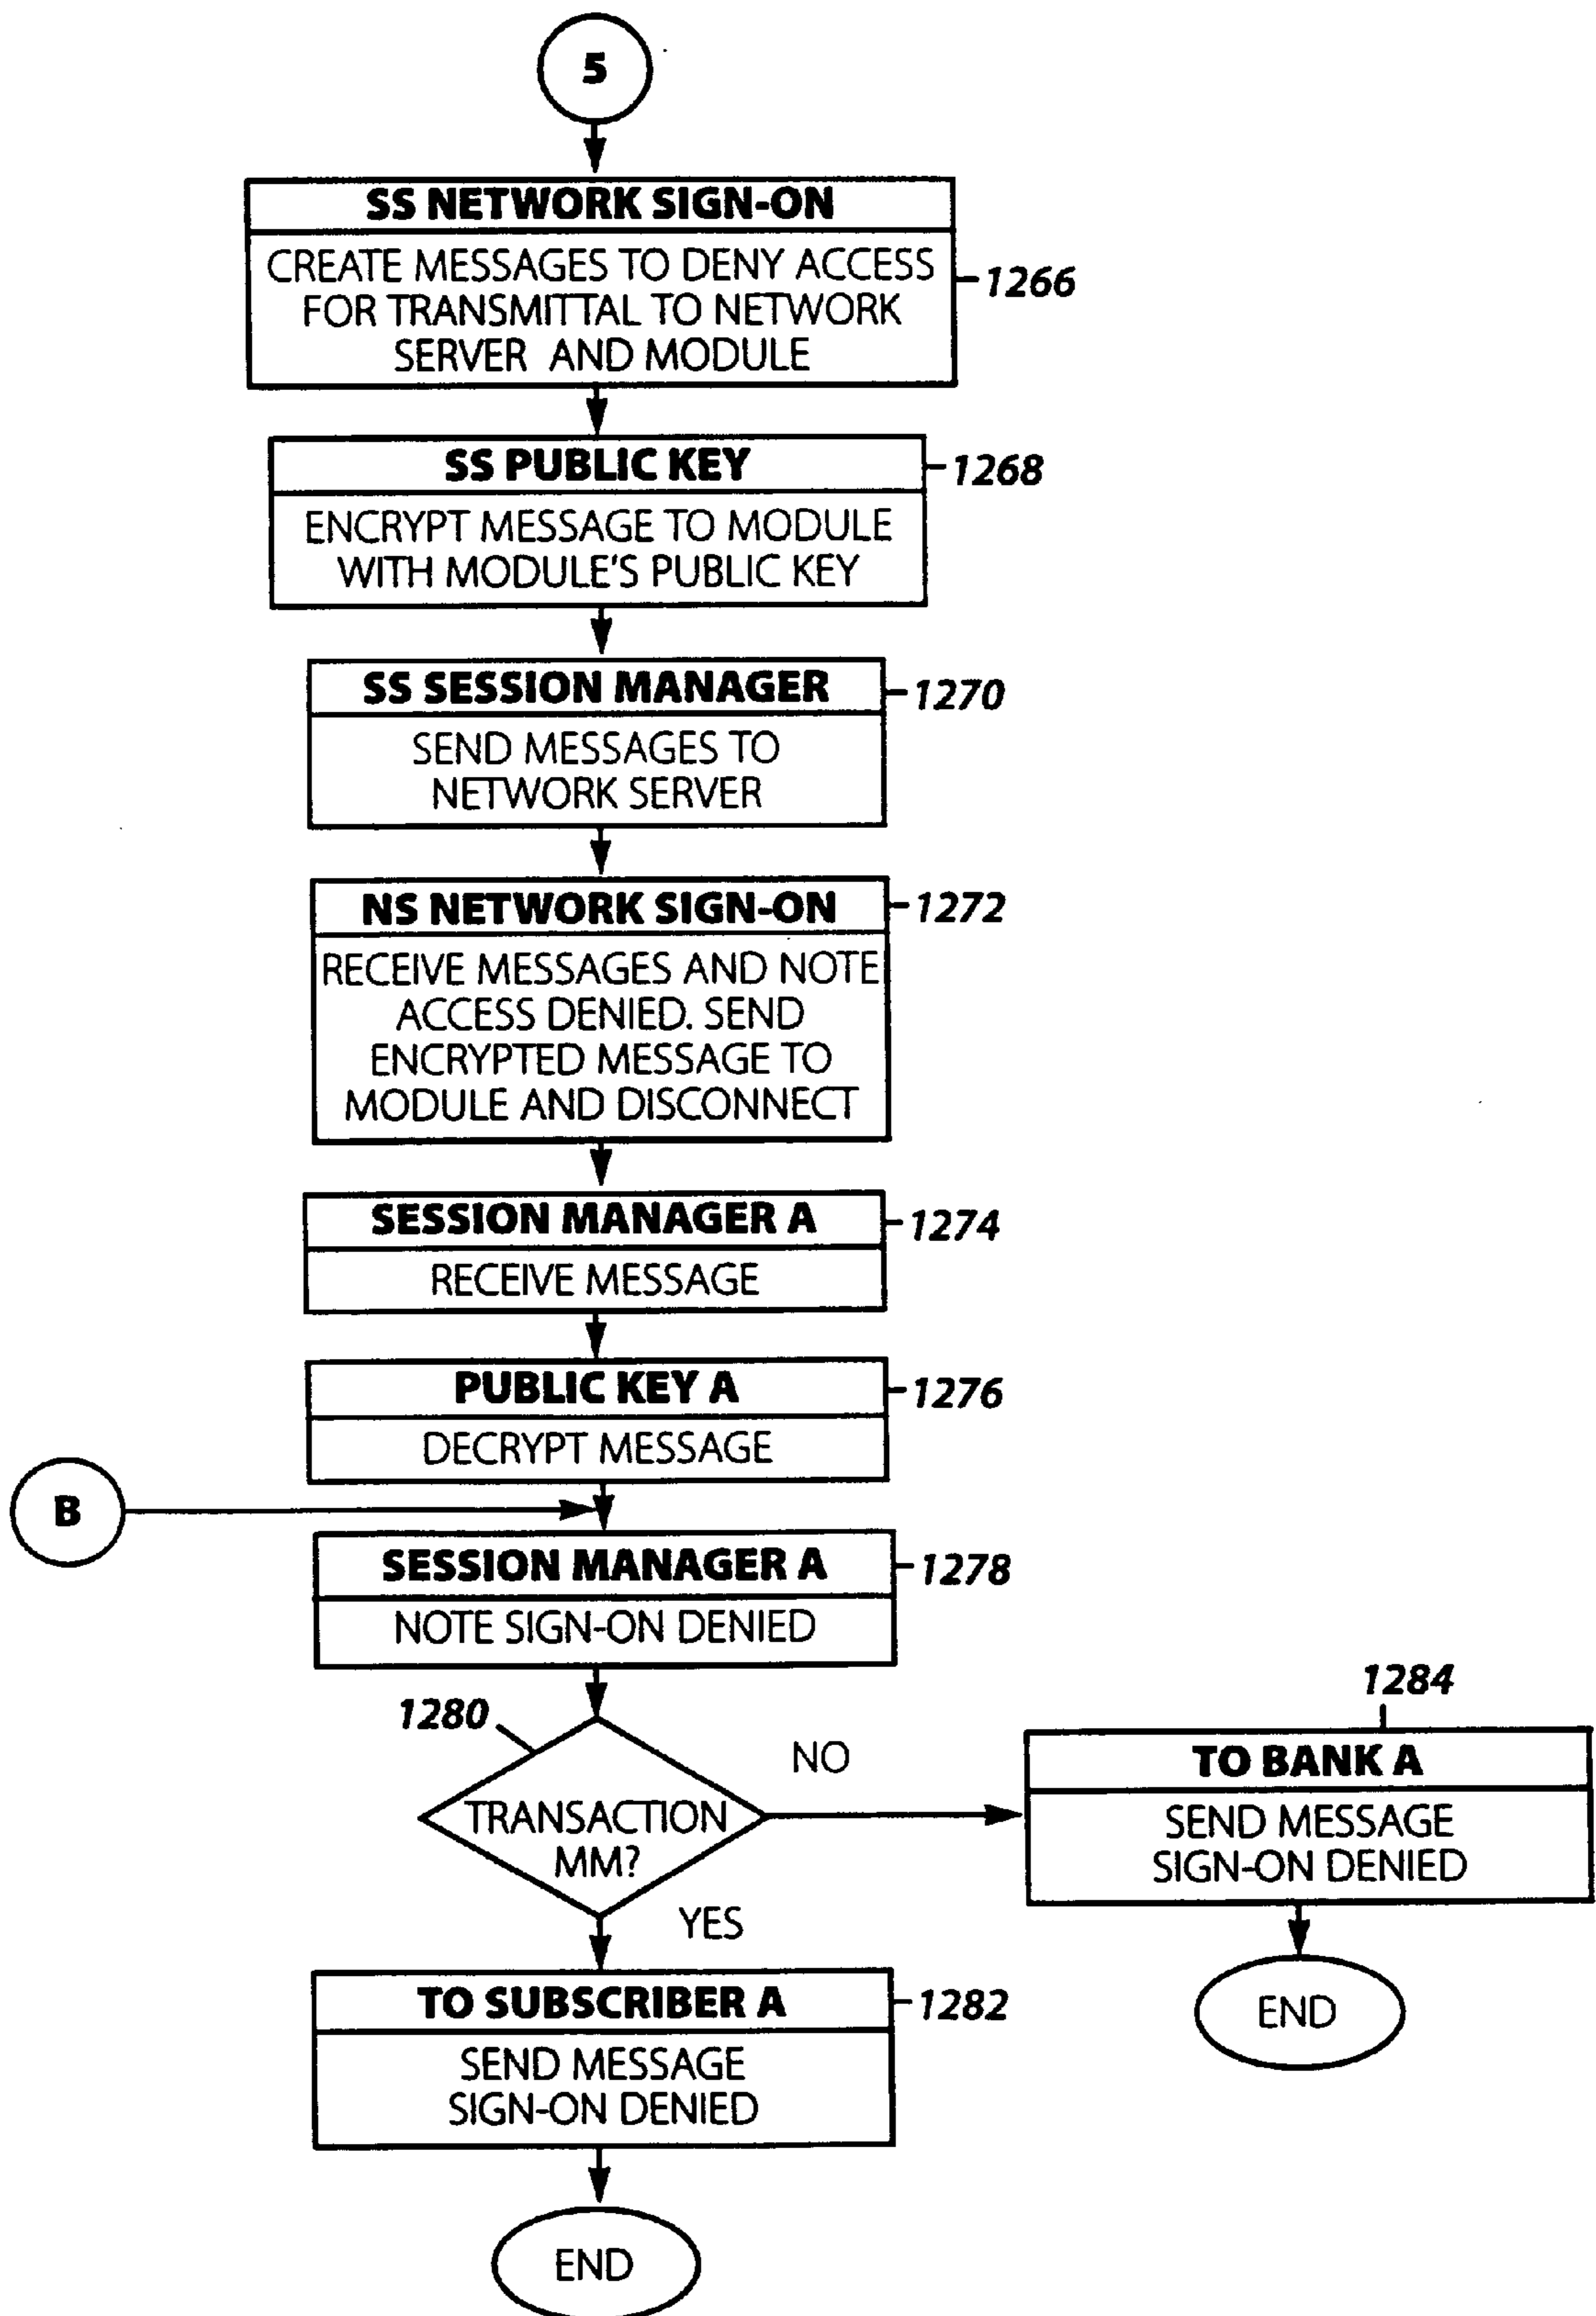 5
SS NETWORK SIGN-ON
CREATE MESSAGES TO DENY ACCESS
FOR TRANSMITTAL TO NETWORK
SERVER AND MODULE
1266
SS PUBLIC KEY
1268
ENCRYPT MESSAGE TO MODULE
WITH MODULE'S PUBLIC KEY
SS SESSION MANAGER
1270
SEND MESSAGES TO
NETWORK SERVER
NS NETWORK SIGN-ON
1272
RECEIVE MESSAGES AND NOTE
ACCESS DENIED. SEND
ENCRYPTED MESSAGE TO
MODULE AND DISCONNECT
SESSION MANAGER A
1274
RECEIVE MESSAGE
PUBLIC KEY A
1276
DECRYPT MESSAGE
B
SESSION MANAGER A
1278
NOTE SIGN-ON DENIED
1280
TRANSACTION
MM?
NO
1284
TO BANK A
SEND MESSAGE
SIGN-ON DENIED
END
YES
TO SUBSCRIBER A
1282
SEND MESSAGE
SIGN-ON DENIED
END